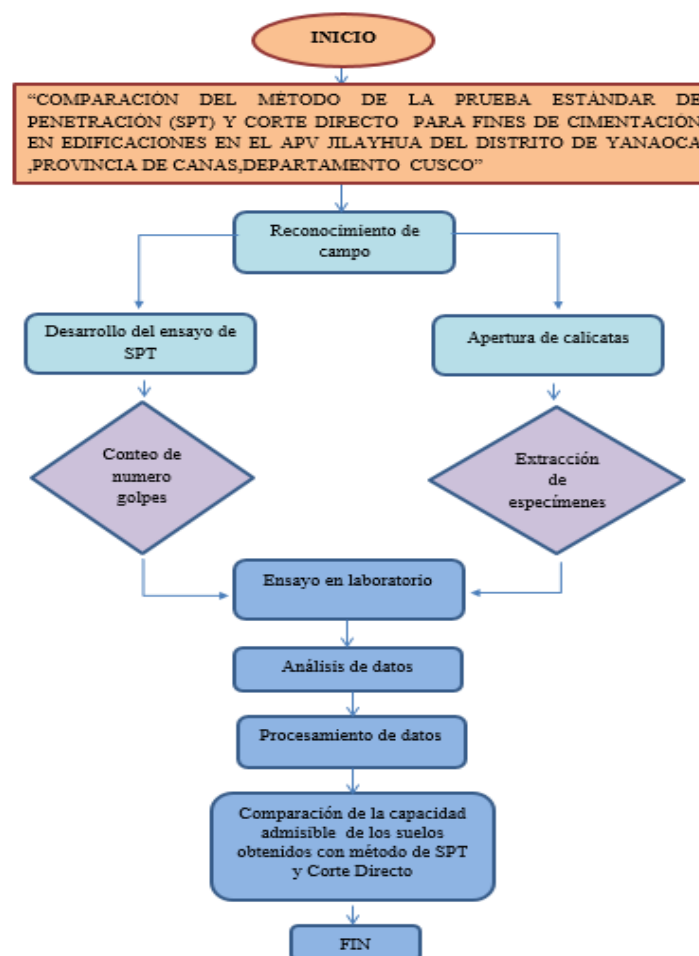 INICIO
“COMPARACIÓN DEL MÉTODO DE LA PRUEBA ESTÁNDAR DE
PENETRACIÓN (SPT) Y CORTE DIRECTO PARA FINES DE CIMENTACIÓN
EN EDIFICACIONES EN EL APV JILAYHUA DEL DISTRITO DE YANAOCA
,PROVINCIA DE CANAS,DEPARTAMENTO CUSCO”
Reconocimiento de
campo
Desarrollo del ensayo de
SPT
Apertura de calicatas
Conteo de
numero
golpes
Extracción
de
especímenes
Ensayo en laboratorio
Análisis de datos
Procesamiento de datos
Comparación de la capacidad
admisible de los suelos
obtenidos con método de SPT
y Corte Directo
FIN